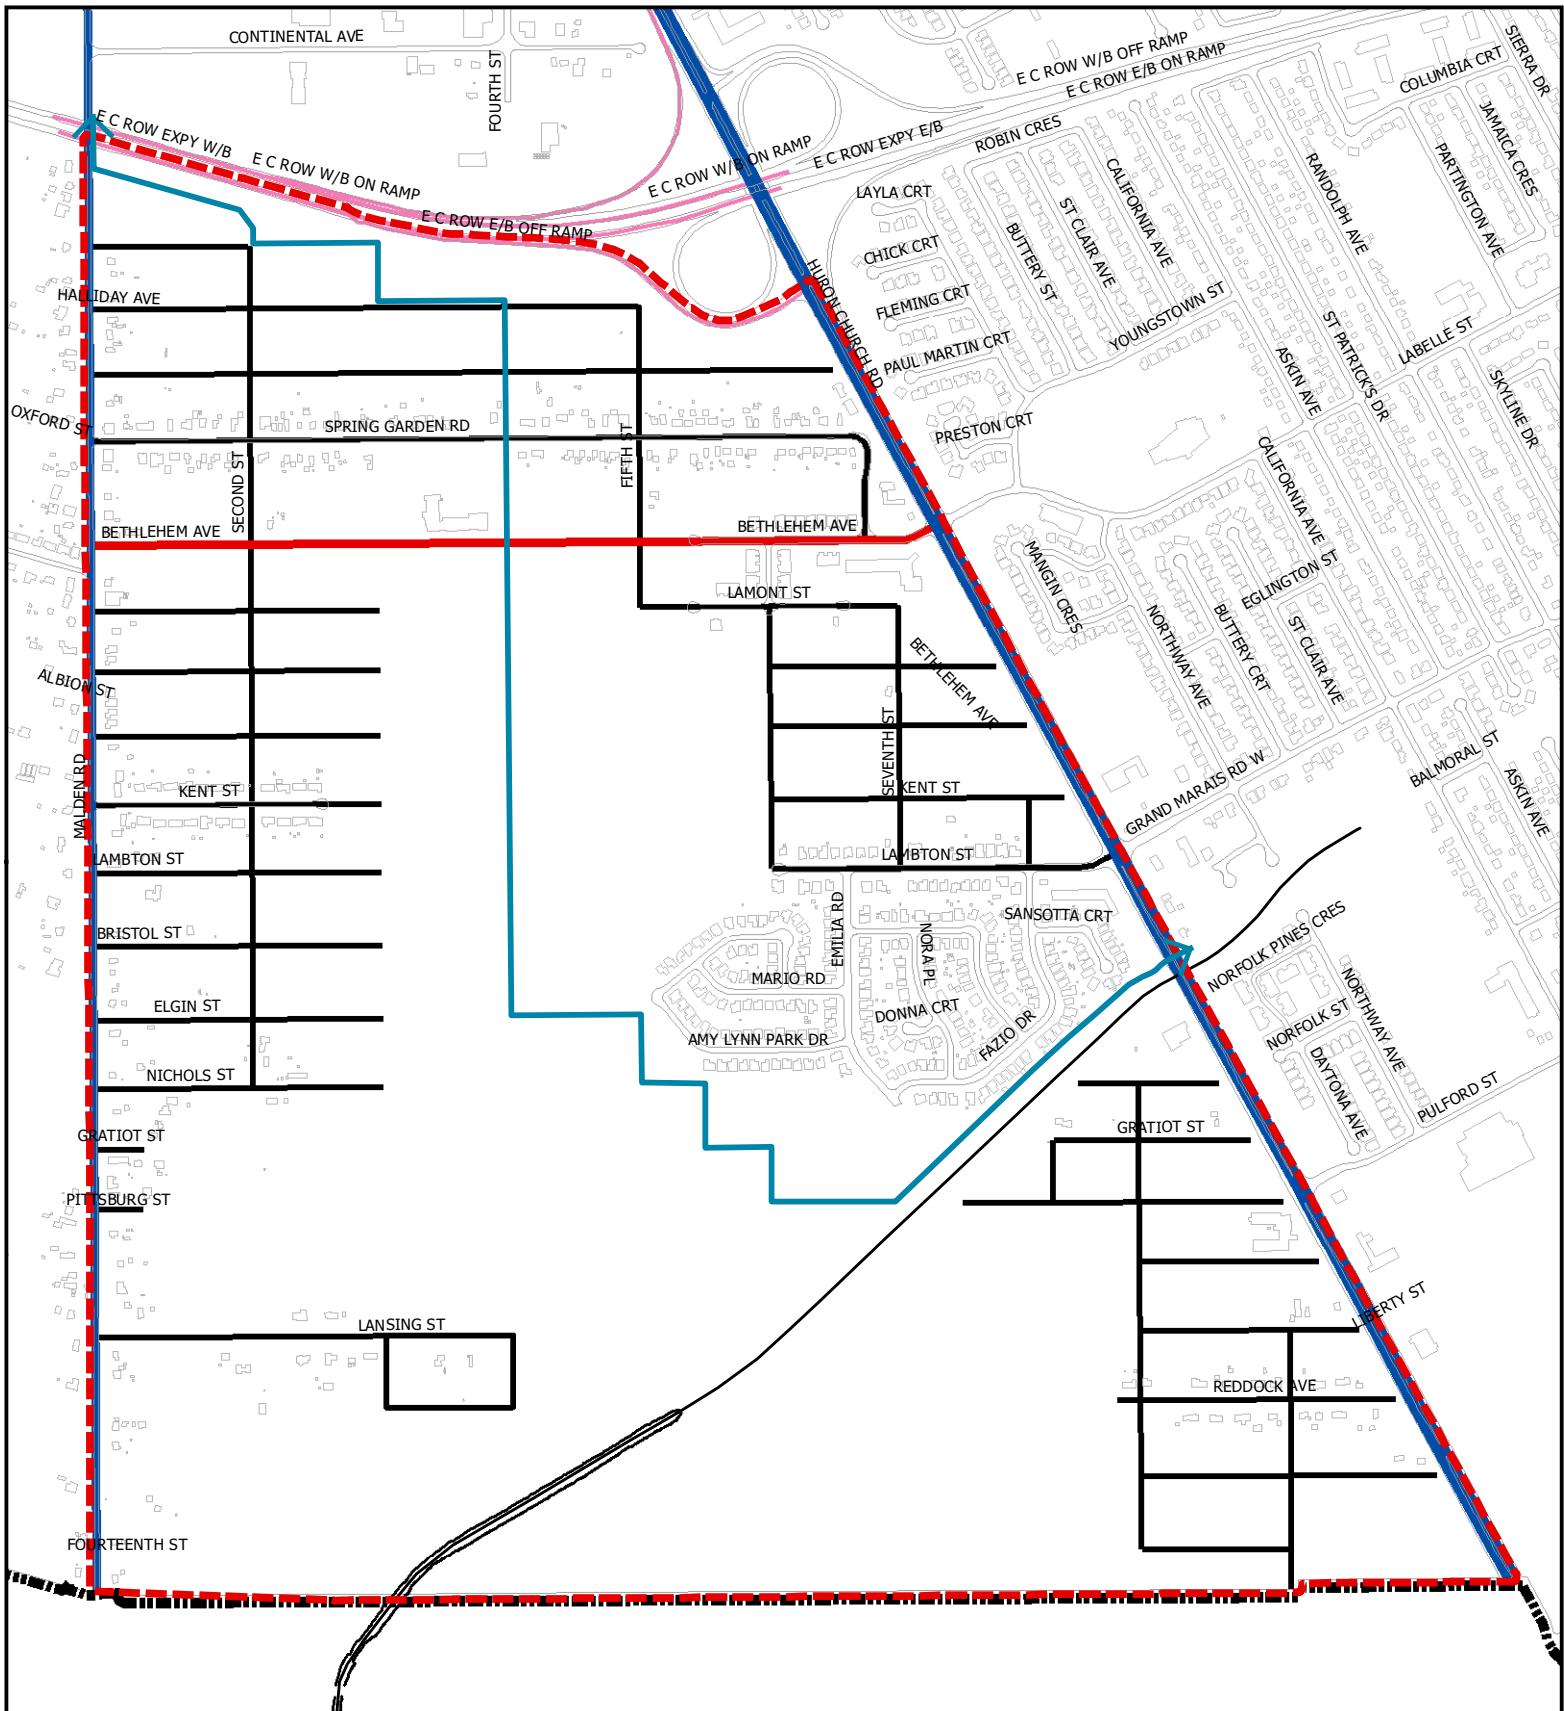 CONTINENTAL AVE
FOURTH ST
SIERRA DR
E C ROW W/B OFF RAMP
E C ROW E/B ON RAMP
COLUMBIA CRT
JAMAICA CRES
PARTINGTON AVE
E C ROW EXPY W/B
E C ROW W/B ON RAMP
E C ROW W/B ON RAMP
E C ROW EXPY E/B
ROBIN CRES
CALIFORNIA AVE
RANDOLPH AVE
LAYLA CRT
ST CLAIR AVE
BUTTERY ST
E C ROW E/B OFF RAMP
CHICK CRT
HURON CHURCH RD
FLEMING CRT
YOUNGSTOWN ST
HALLIDAY AVE
PAUL MARTIN CRT
ST PATRICK'S DR
LABELLE ST
ASKIN AVE
SKYLINE DR
OXFORD ST
SPRING GARDEN RD
PRESTON CRT
SECOND ST
FIFTH ST
CALIFORNIA AVE
BETHLEHEM AVE
BETHLEHEM AVE
MANGIN CRES
EGLINGTON ST
LAMONT ST
NORTHWAY AVE
BUTTERY CRT
ST CLAIR AVE
BETHLEHEM AVE
ALBION ST
SEVENTH ST
MALDEN RD
KENT ST
KENT ST
GRAND MARAIS RD W
BALMORAL ST
ASKIN AVE
LAMBTON ST
LAMBTON ST
EMILIA RD
SANSOTTA CRT
BRISTOL ST
NORA PL
NORFOLK PINES CRES
MARIO RD
NORTHWAY AVE
ELGIN ST
DONNA CRT
FAZIO DR
NORFOLK ST
AMY LYNN PARK DR
DAYTONA AVE
NICHOLS ST
PULFORD ST
GRATIOT ST
GRATIOT ST
PITTSBURG ST
LIBERTY ST
LANSING ST
REDDOCK AVE
FOURTEENTH ST